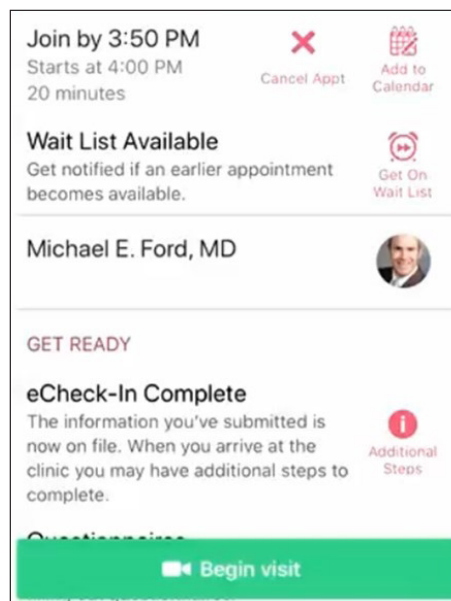 Join by 3:50 PM
Starts at 4:00 PM
20 minutes
Cancel Appt
Add to
Calendar
Wait List Available
Get notified if an earlier appointment
becomes available.
Get On
Wait List
Michael E. Ford, MD
GET READY
eCheck-In Complete
The information you've submitted is
now on file. When you arrive at the
clinic you may have additional steps to
complete.
Additional
Steps
Begin visit